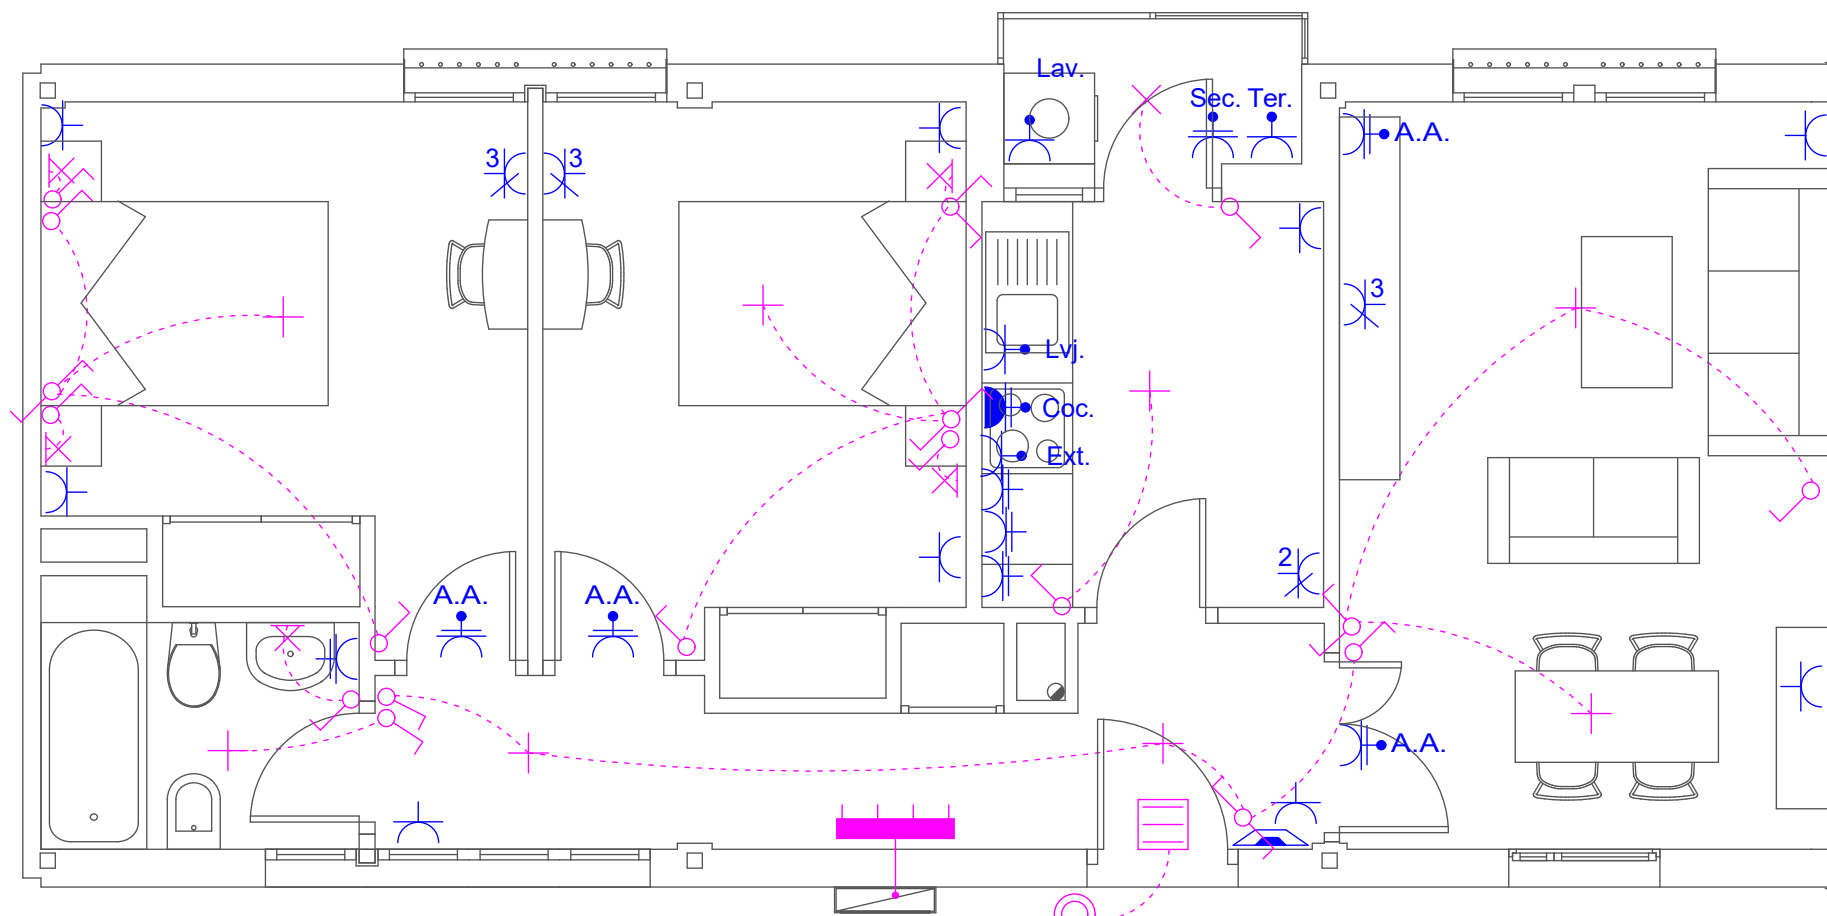 Lav.
Sec. Ter.
A.A.
3 3
3
Lvj.
Coc.
Ext.
2
A.A. A.A.
A.A.